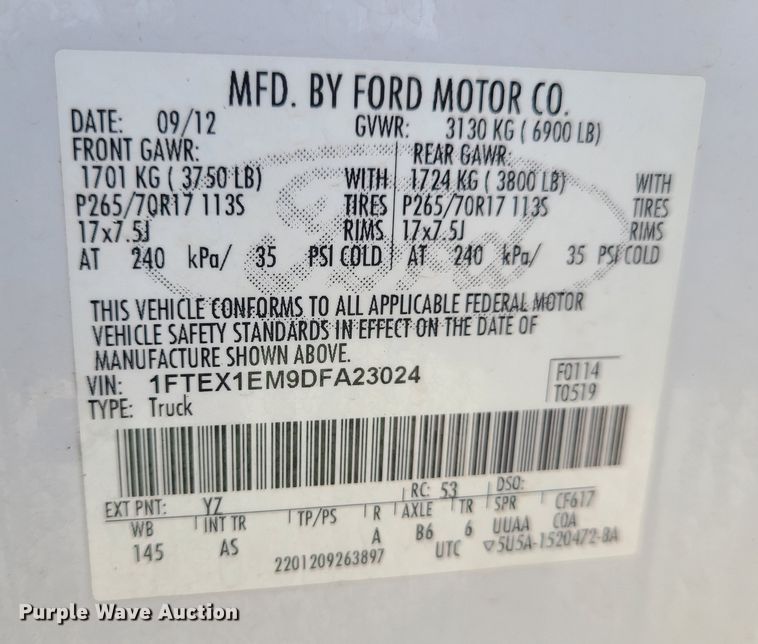 MFD. BY FORD MOTOR CO.
DATE: 09/12 GVWR: 3130 KG ( 6900 LB)
FRONT GAWR: REAR GAWR:
1701 KG ( 3750 LB) WITH 1724 KG ( 3800 LB) WITH
P265/70R17 113S TIRES P265/70R17 113S TIRES
17x7.5J RIMS 17x7.5J RIMS
AT 240 kPa/ 35 PSI COLD AT 240 kPa/ 35 PSI COLD
Ford
THIS VEHICLE CONFORMS TO ALL APPLICABLE FEDERAL MOTOR
VEHICLE SAFETY STANDARDS IN EFFECT ON THE DATE OF
MANUFACTURE SHOWN ABOVE.
VIN: 1FTEX1EM9DFA23024 F0114
TYPE: Truck T0519
EXT PNT: YZ RC: 53 DSO:
WB INT TR TP/PS R AXLE TR SPR CF617
145 AS A B6 6 UUAA COA
2201209263897 UTC ▽5U5A-1520472-BA
Purple Wave Auction